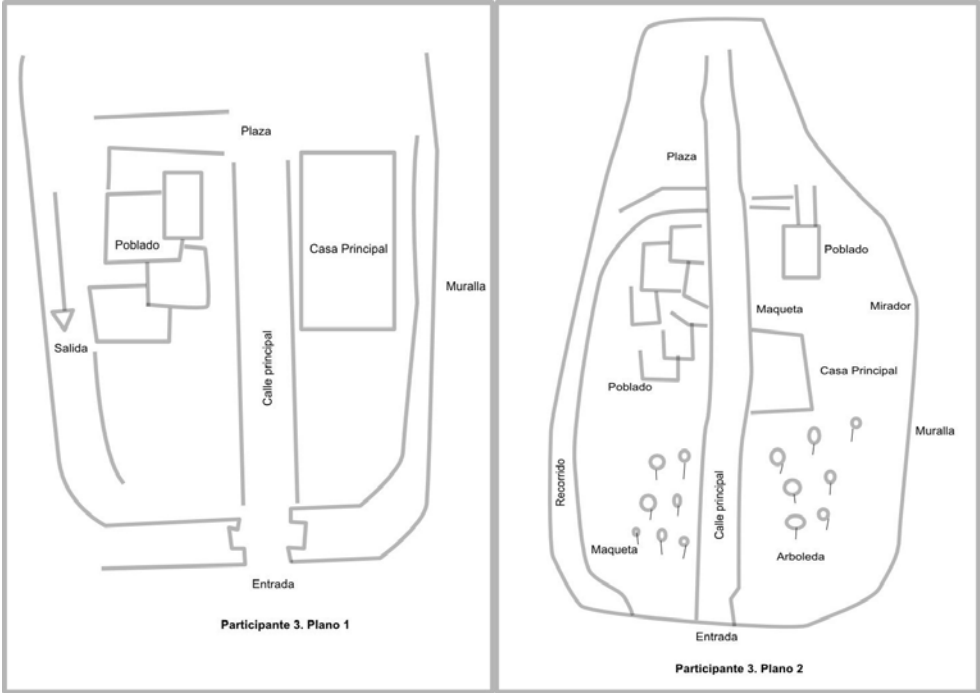 Plaza
Poblado
Casa Principal
Muralla
Salida
Calle principal
Entrada
Participante 3. Plano 1
Plaza
Poblado
Mirador
Maqueta
Casa Principal
Poblado
Muralla
Recorrido
Calle principal
Maqueta
Arboleda
Entrada
Participante 3. Plano 2